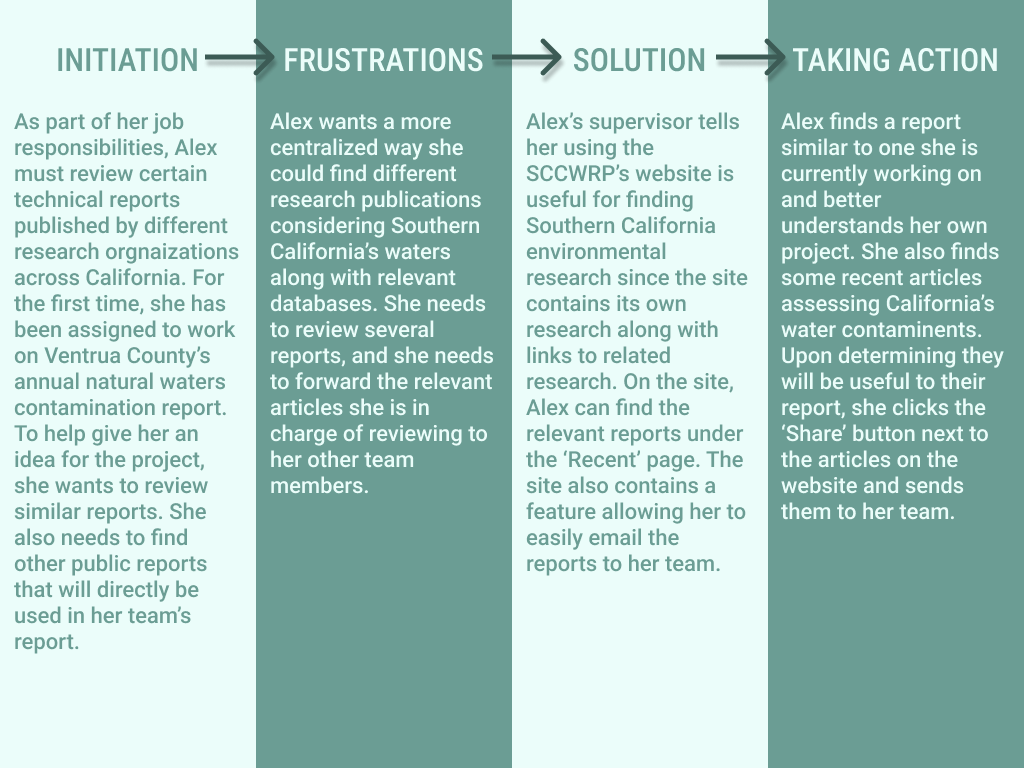 INITIATION
As part of her job
responsibilities, Alex
must review certain
technical reports
published by different
research orgnaizations
across California. For
the first time, she has
been assigned to work
on Ventrua County’s
annual natural waters
contamination report.
To help give her an
idea for the project,
she wants to review
similar reports. She
also needs to find
other public reports
that will directly be
used in her team’s
report.
FRUSTRATIONS
Alex wants a more
centralized way she
could find different
research publications
considering Southern
California’s waters
along with relevant
databases. She needs
to review several
reports, and she needs
to forward the relevant
articles she is in
charge of reviewing to
her other team
members.
SOLUTION
Alex’s supervisor tells
her using the
SCCWRP’s website is
useful for finding
Southern California
environmental
research since the site
contains its own
research along with
links to related
research. On the site,
Alex can find the
relevant reports under
the ‘Recent’ page. The
site also contains a
feature allowing her to
easily email the
reports to her team.
TAKING ACTION
Alex finds a report
similar to one she is
currently working on
and better
understands her own
project. She also finds
some recent articles
assessing California’s
water contaminents.
Upon determining they
will be useful to their
report, she clicks the
‘Share’ button next to
the articles on the
website and sends
them to her team.